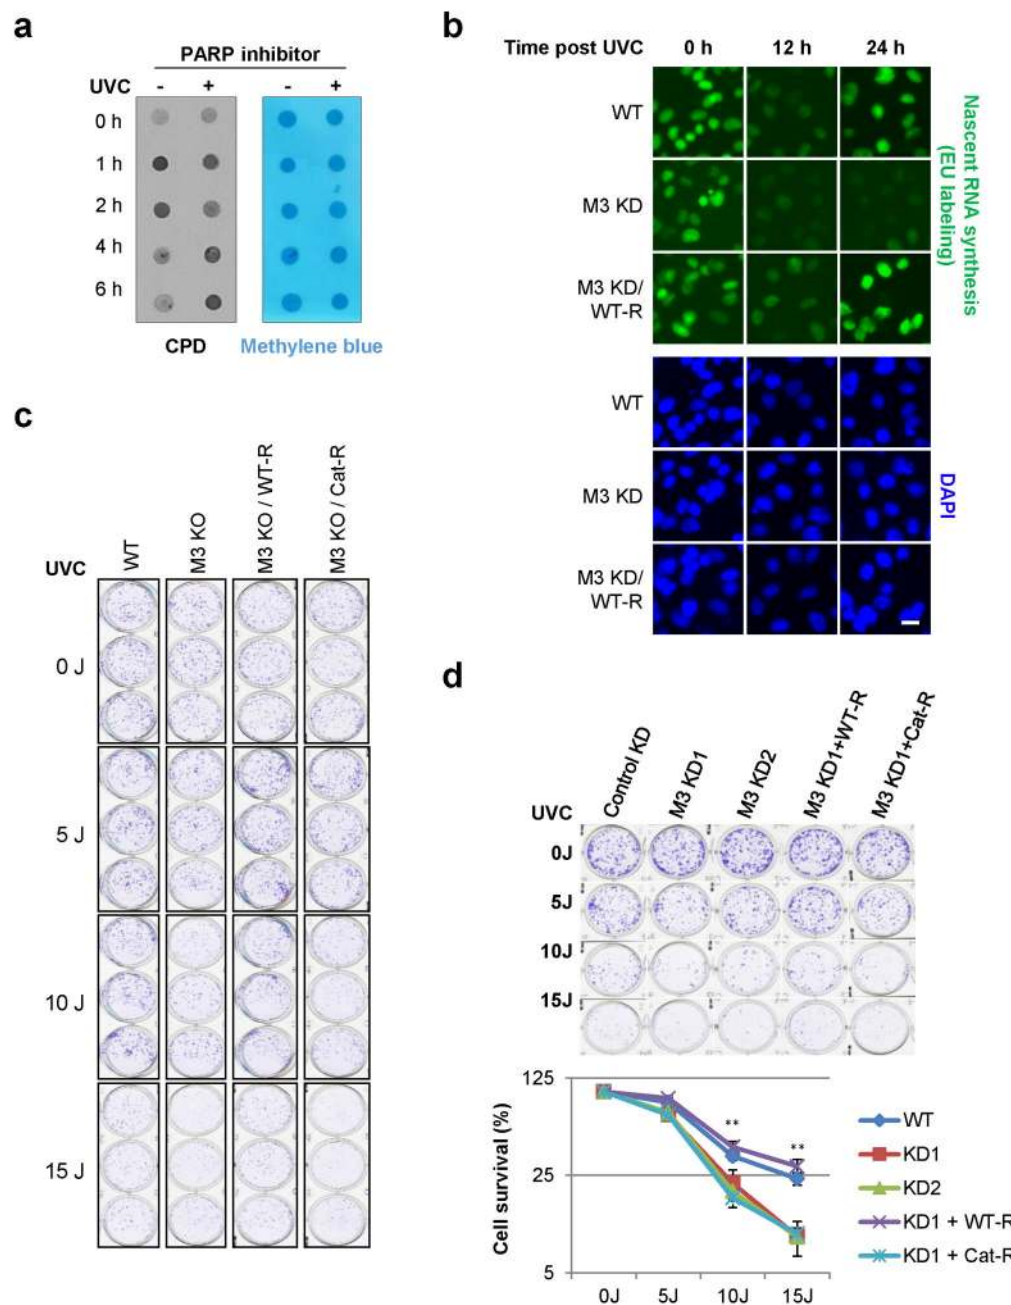 a
PARP inhibitor
UVC - + - +
0 h
1 h
2 h
4 h
6 h
CPD Methylene blue
b
Time post UVC 0 h 12 h 24 h
WT
M3 KD
M3 KD/
WT-R
Nascent RNA synthesis
(EU labeling)
WT
M3 KD
M3 KD/
WT-R
DAPI
c
UVC WT M3 KO M3 KO / WT-R M3 KO / Cat-R
0 J
5 J
10 J
15 J
d
UVC Control KD M3 KD1 M3 KD2 M3 KD1+WT-R M3 KD1+Cat-R
0J
5J
10J
15J
Cell survival (%)
125
25
5
** **
0J 5J 10J 15J
WT
KD1
KD2
KD1 + WT-R
KD1 + Cat-R